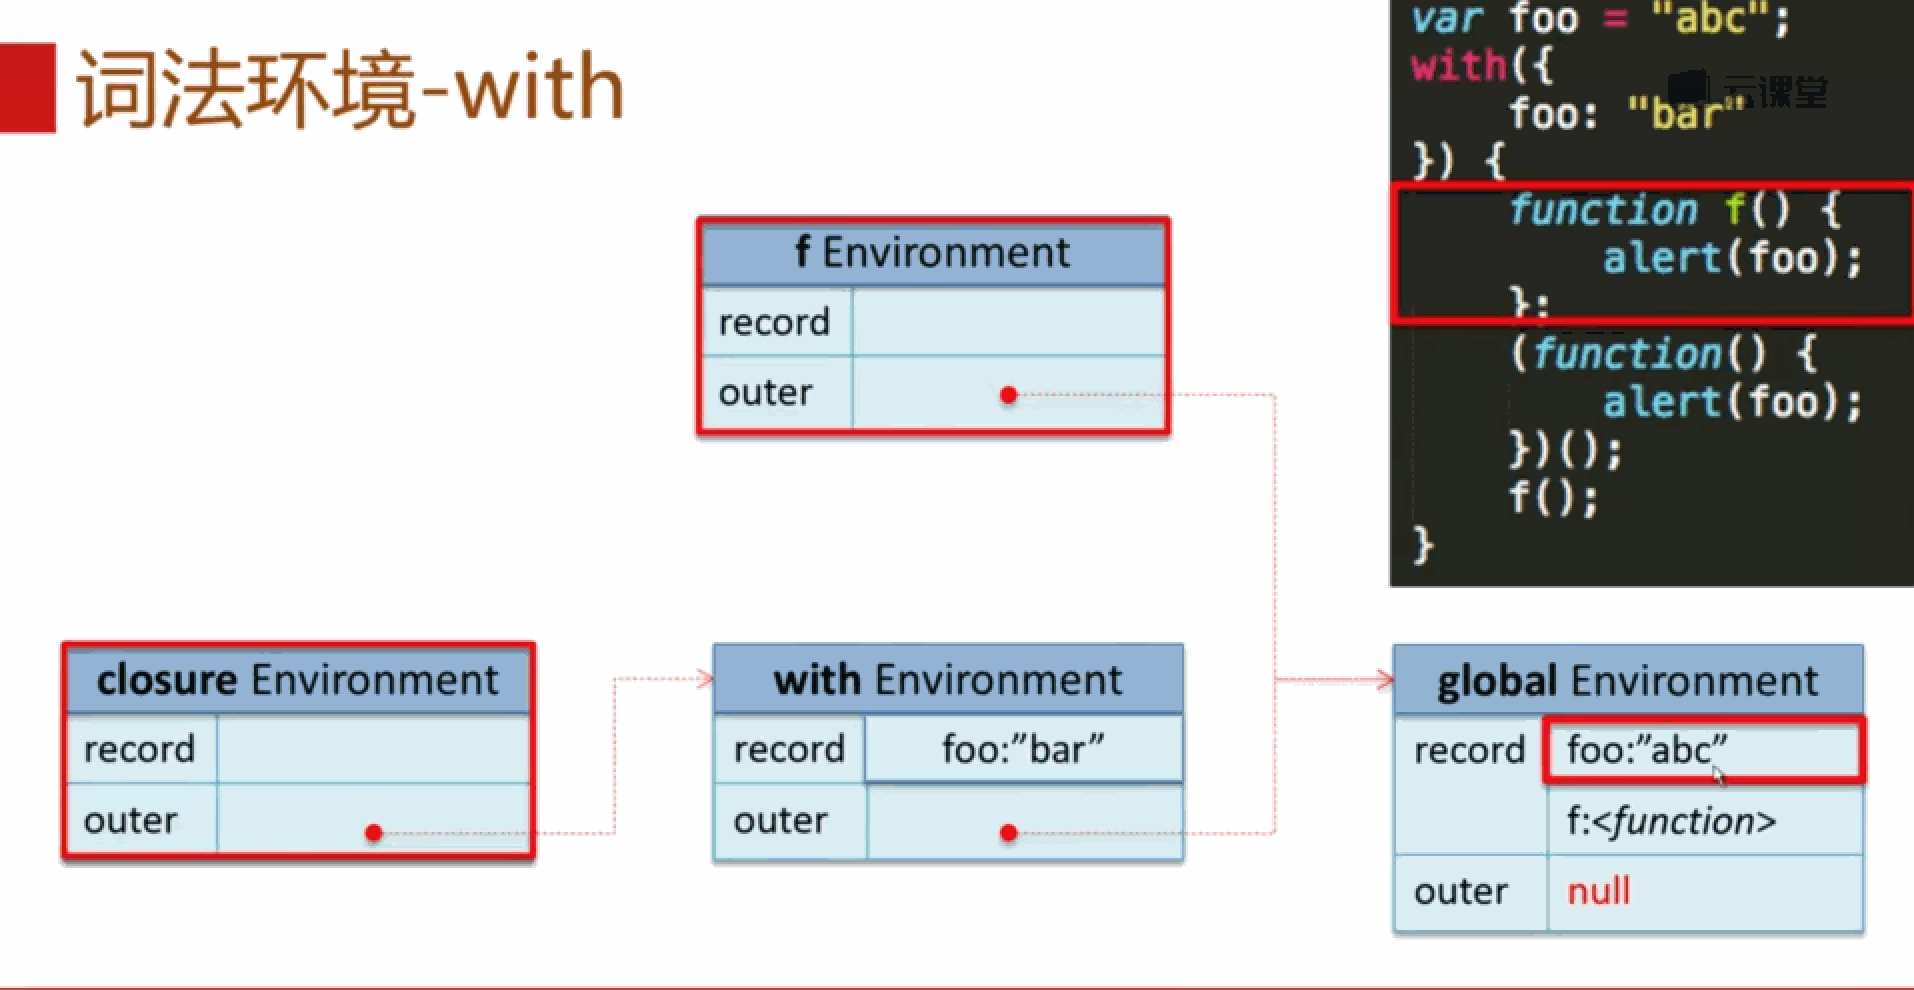 词法环境-with
var foo = "abc";
with({
foo: "bar"
}) {
function f() {
alert(foo);
};
(function() {
alert(foo);
})();
f();
}
云课堂
f Environment
record
outer
closure Environment
record
outer
with Environment
record foo:”bar”
outer
global Environment
record foo:”abc”
f:<function>
outer null